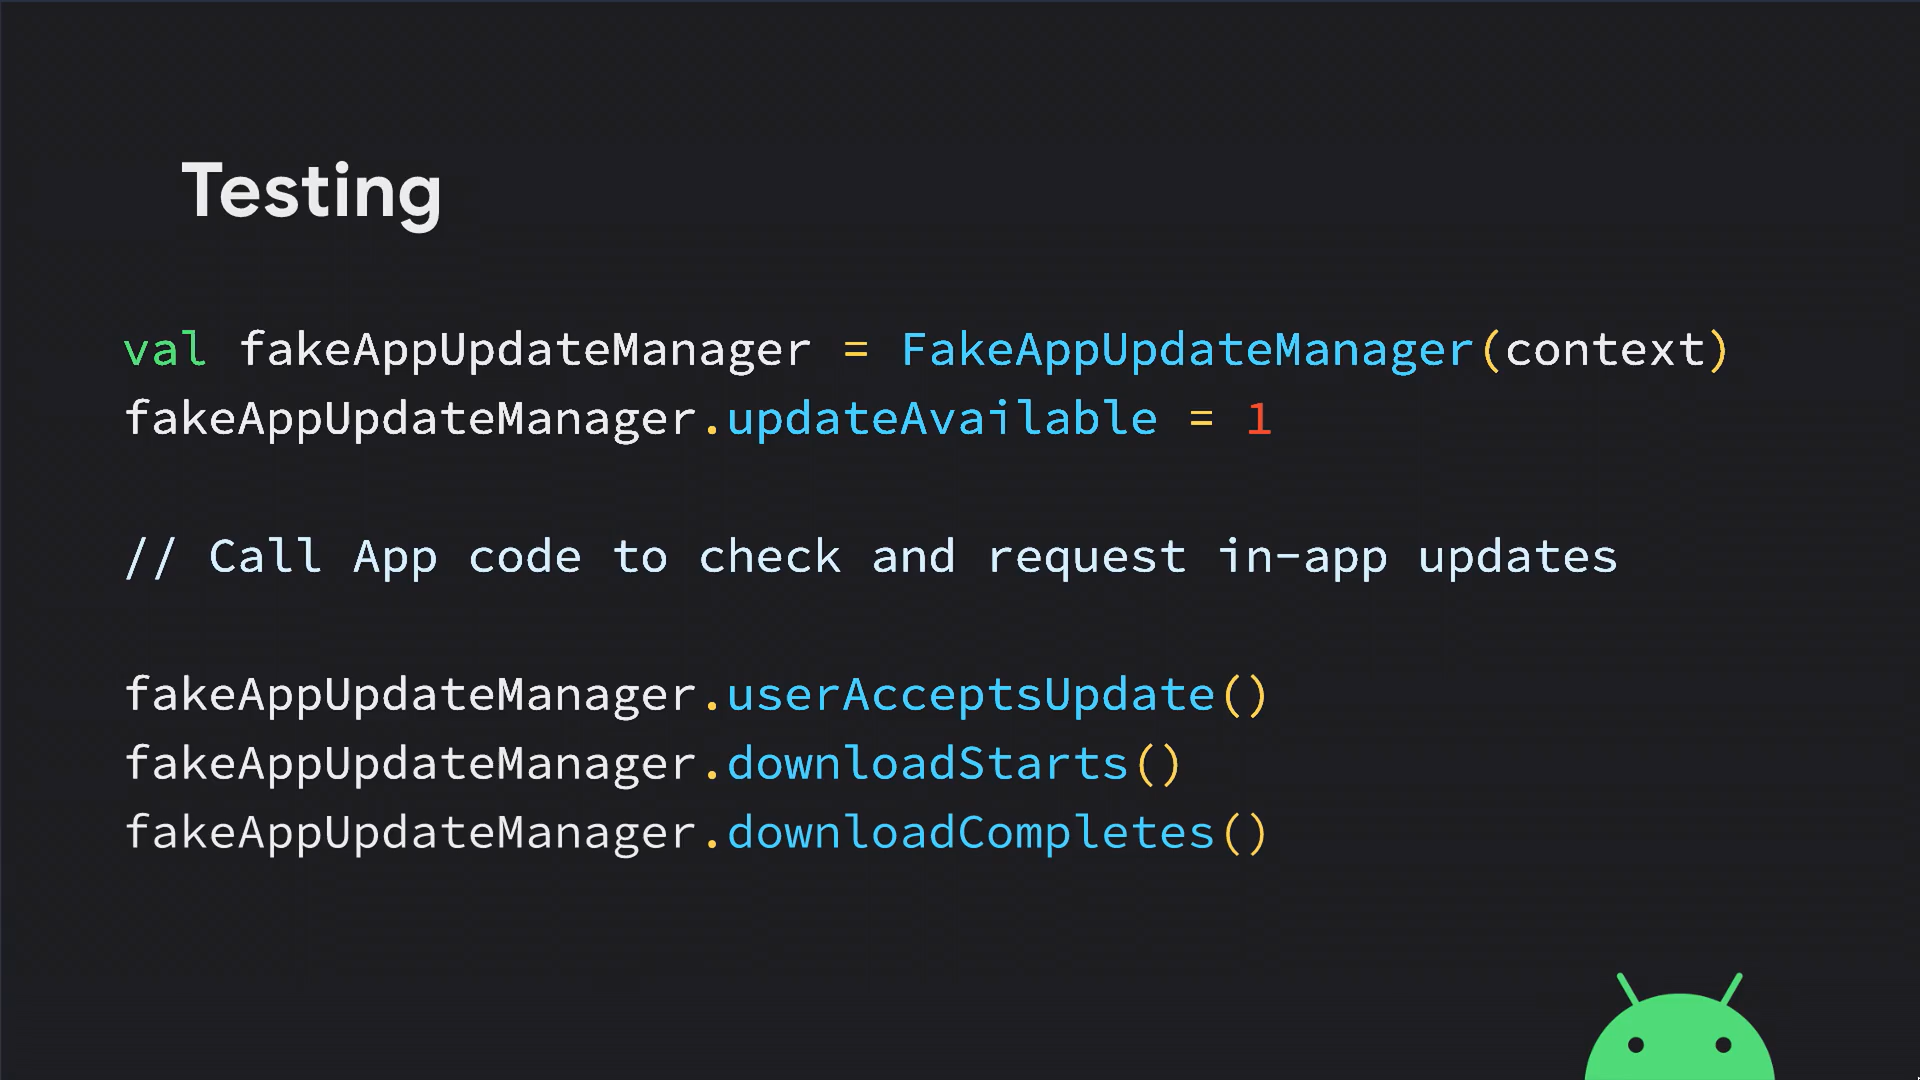 Testing
val fakeAppUpdateManager = FakeAppUpdateManager(context)
fakeAppUpdateManager.updateAvailable = 1
// Call App code to check and request in-app updates
fakeAppUpdateManager.userAcceptsUpdate()
fakeAppUpdateManager.downloadStarts()
fakeAppUpdateManager.downloadCompletes()